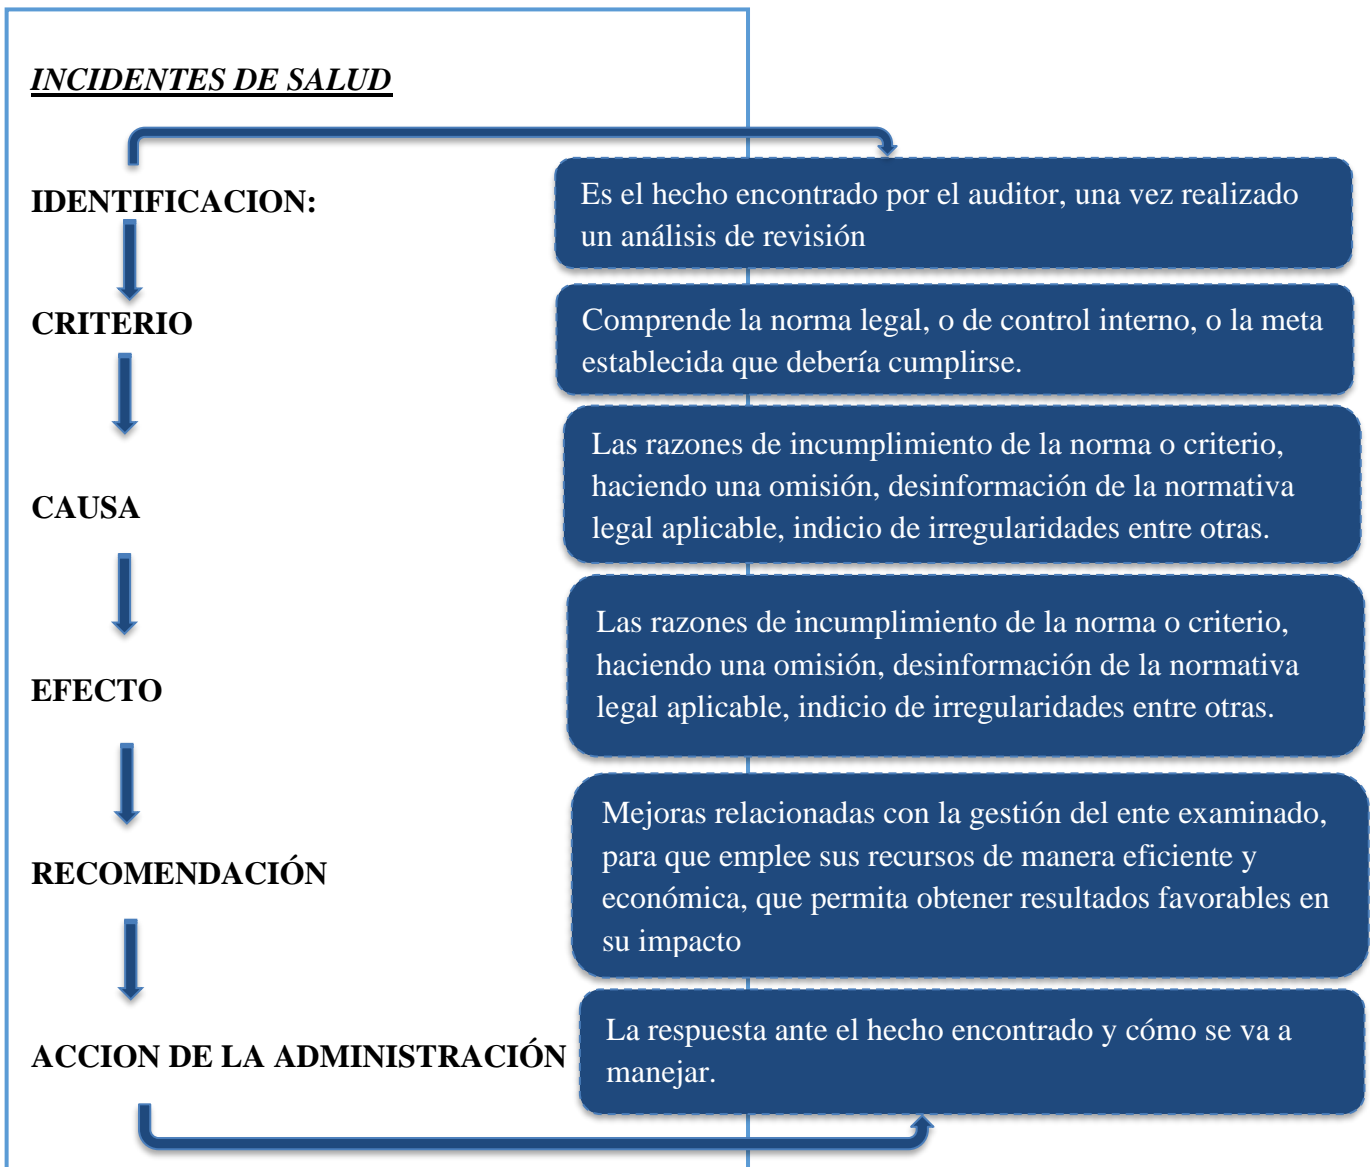 INCIDENTES DE SALUD
IDENTIFICACION:
Es el hecho encontrado por el auditor, una vez realizado
un análisis de revisión
CRITERIO
Comprende la norma legal, o de control interno, o la meta
establecida que debería cumplirse.
CAUSA
Las razones de incumplimiento de la norma o criterio,
haciendo una omisión, desinformación de la normativa
legal aplicable, indicio de irregularidades entre otras.
EFECTO
Las razones de incumplimiento de la norma o criterio,
haciendo una omisión, desinformación de la normativa
legal aplicable, indicio de irregularidades entre otras.
RECOMENDACIÓN
Mejoras relacionadas con la gestión del ente examinado,
para que emplee sus recursos de manera eficiente y
económica, que permita obtener resultados favorables en
su impacto
ACCION DE LA ADMINISTRACIÓN
La respuesta ante el hecho encontrado y cómo se va a
manejar.